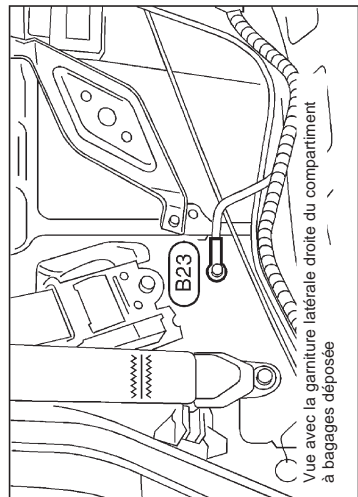 B23
Vue avec la garniture latérale droite du compartiment
à bagages déposée